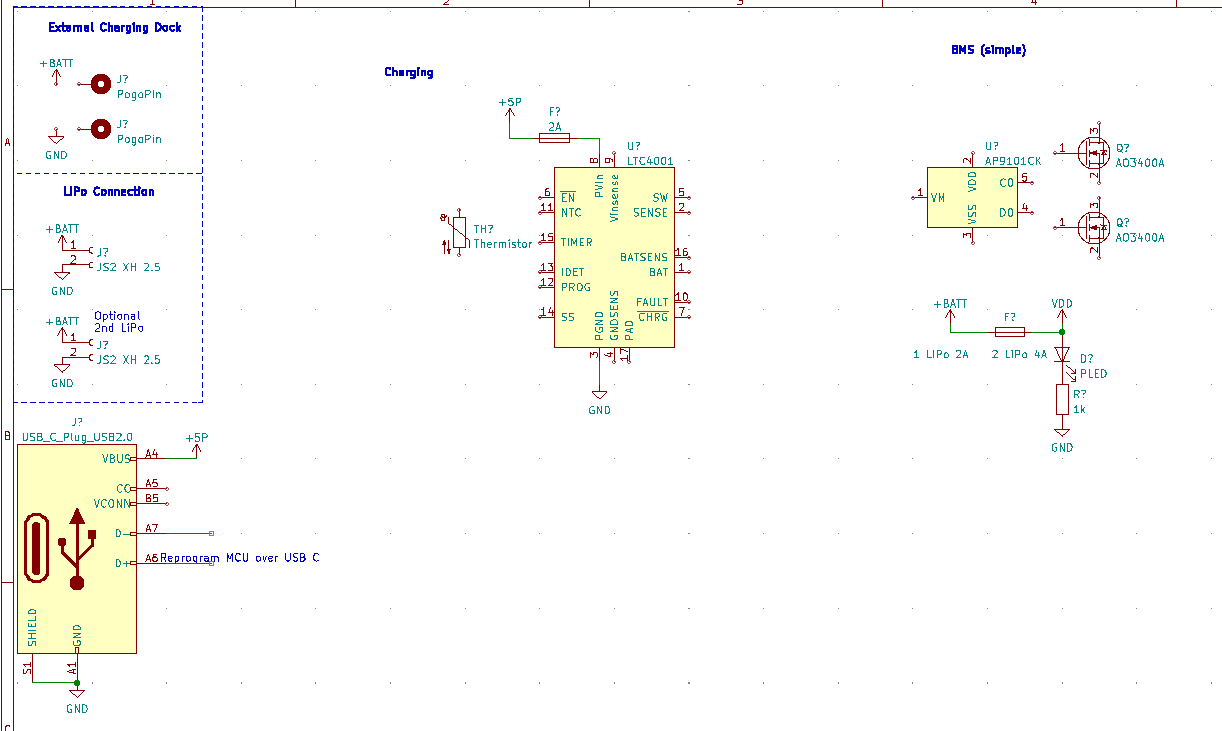 1 2 3 4
A
B
C
External Charging Dock
+BATT
J?
PogoPin
J?
PogoPin
GND
LiPo Connection
+BATT
1
2
J?
JS2 XH 2.5
GND
Optional
2nd LiPo
+BATT
1
2
J?
JS2 XH 2.5
GND
J?
USB_C_Plug_USB2.0
+5P
VBUS A4
CC A5
VCONN B5
D- A7
D+ A6
Reprogram MCU over USB C
SHIELD
GND
S1
A1
GND
Charging
+5P
F?
2A
U?
LTC4001
8 9
PVin
Vinsense
6 EN
11 NTC
15 TIMER
13 IDET
12 PROG
14 SS
SW 5
SENSE 2
BATSENS 16
BAT 1
FAULT 10
CHRG 7
PGND
GNDSENS
PAD
3 4 17
GND
TH?
Thermistor
BMS (simple)
U?
AP9101CK
2
VDD
1 VM
CO 5
DO 4
VSS
3
3
1
Q?
AO3400A
2
3
1
Q?
AO3400A
2
+BATT
F?
VDD
1 LiPo 2A
2 LiPo 4A
D?
PLED
R?
1k
GND